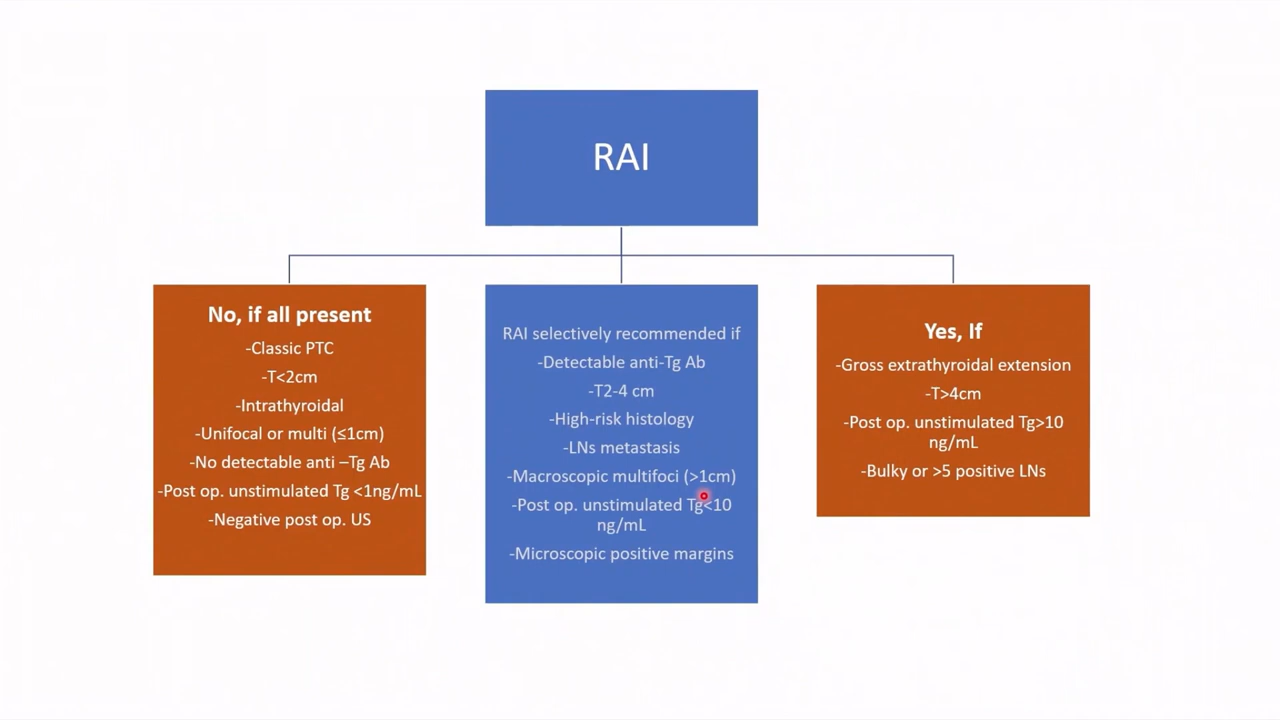 RAI
No, if all present
-Classic PTC
-T<2cm
-Intrathyroidal
-Unifocal or multi (≤1cm)
-No detectable anti –Tg Ab
-Post op. unstimulated Tg <1ng/mL
-Negative post op. US
RAI selectively recommended if
-Detectable anti-Tg Ab
-T2-4 cm
-High-risk histology
-LNs metastasis
-Macroscopic multifoci (>1cm)
-Post op. unstimulated Tg<10
ng/mL
-Microscopic positive margins
Yes, If
-Gross extrathyroidal extension
-T>4cm
-Post op. unstimulated Tg>10
ng/mL
-Bulky or >5 positive LNs